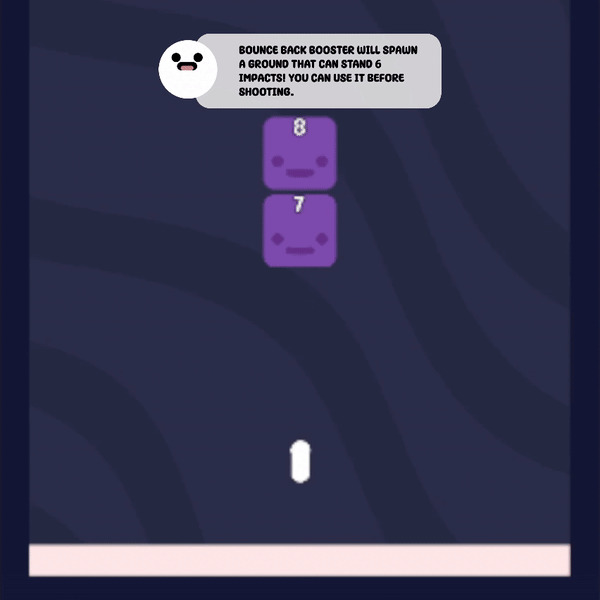 BOUNCE BACK BOOSTER WILL SPAWN
A GROUND THAT CAN STAND 6
IMPACTS! YOU CAN USE IT BEFORE
SHOOTING.
8
7